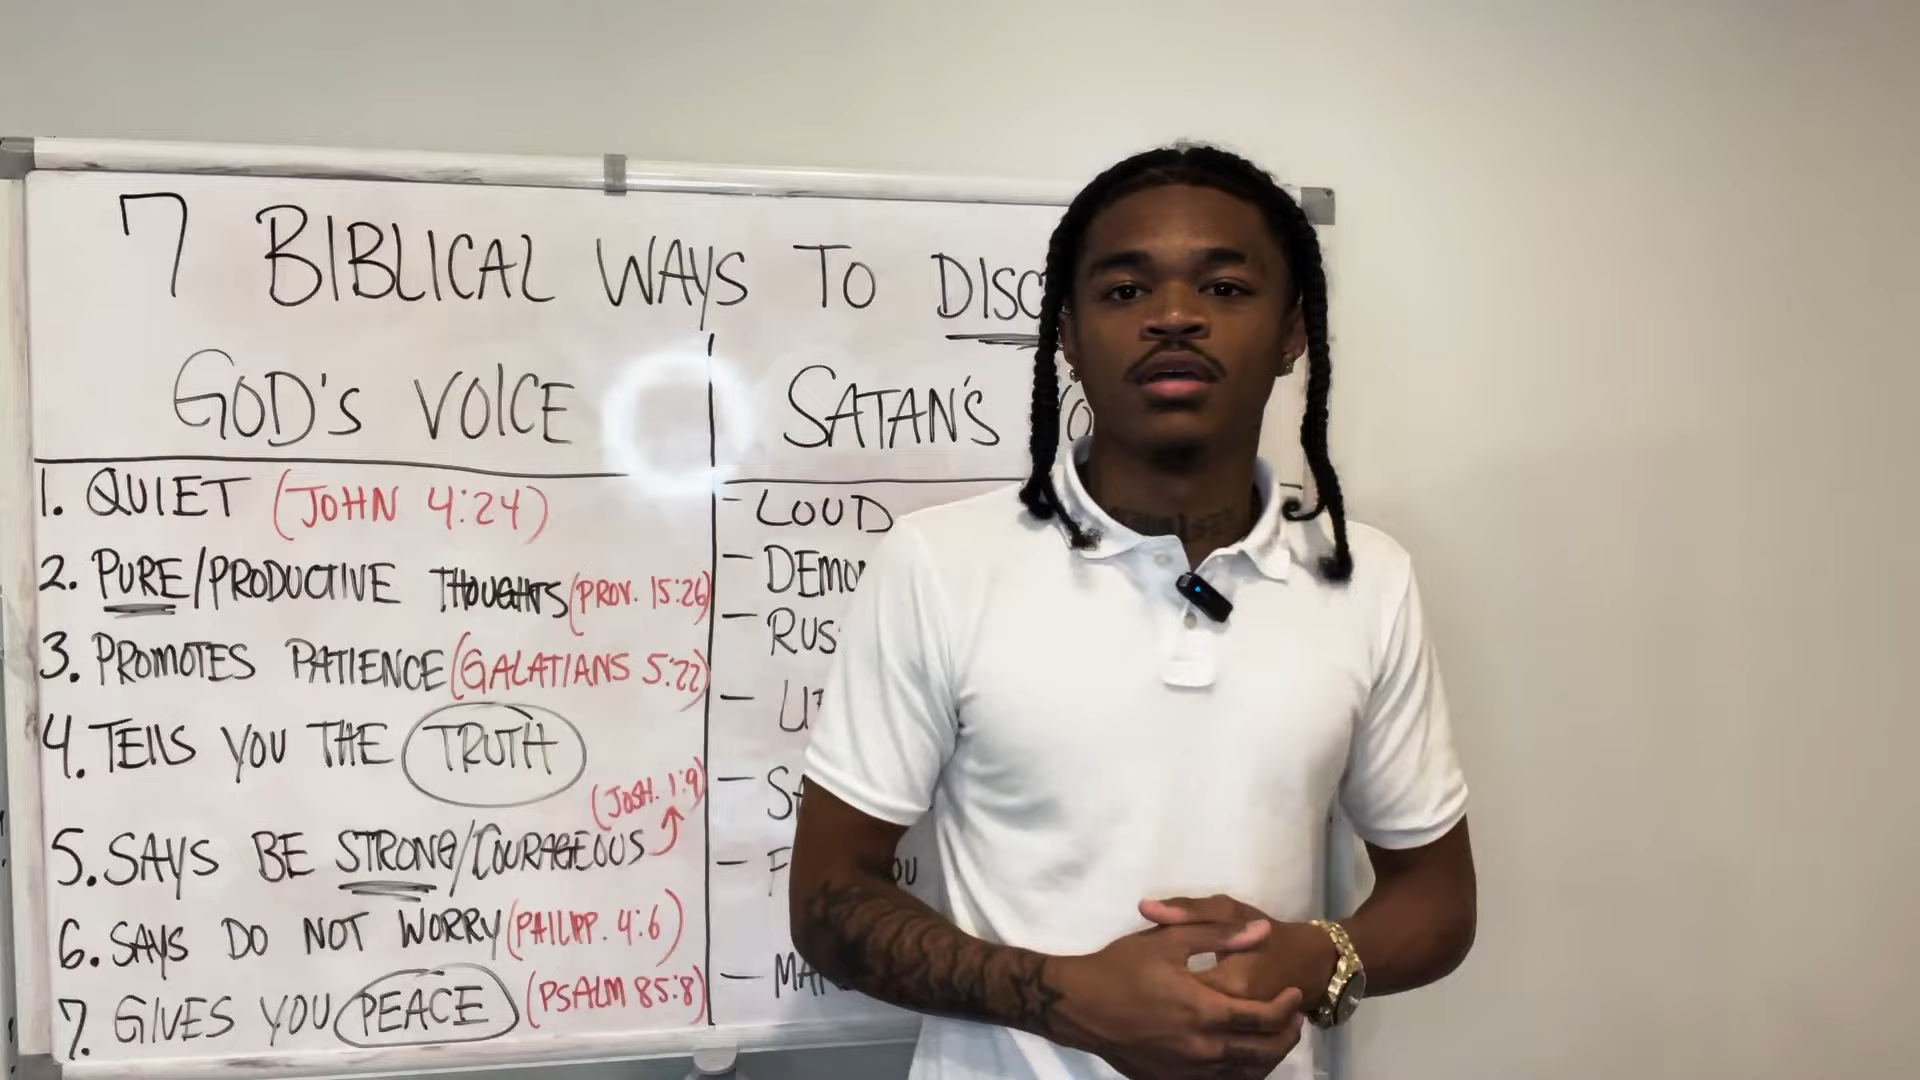 7 BIBLICAL WAYS TO DISC
GOD'S VOICE
SATAN'S
1. QUIET (JOHN 4:24)
2. PURE/PRODUCTIVE THOUGHTS (PROV. 15:26)
3. PROMOTES PATIENCE (GALATIANS 5:22)
4. TELLS YOU THE TRUTH
(JOSH. 1:9)
5. SAYS BE STRONG/COURAGEOUS
6. SAYS DO NOT WORRY (PHILIPP. 4:6)
7. GIVES YOU PEACE (PSALM 85:8)
- LOUD
- DEMO
- RUS